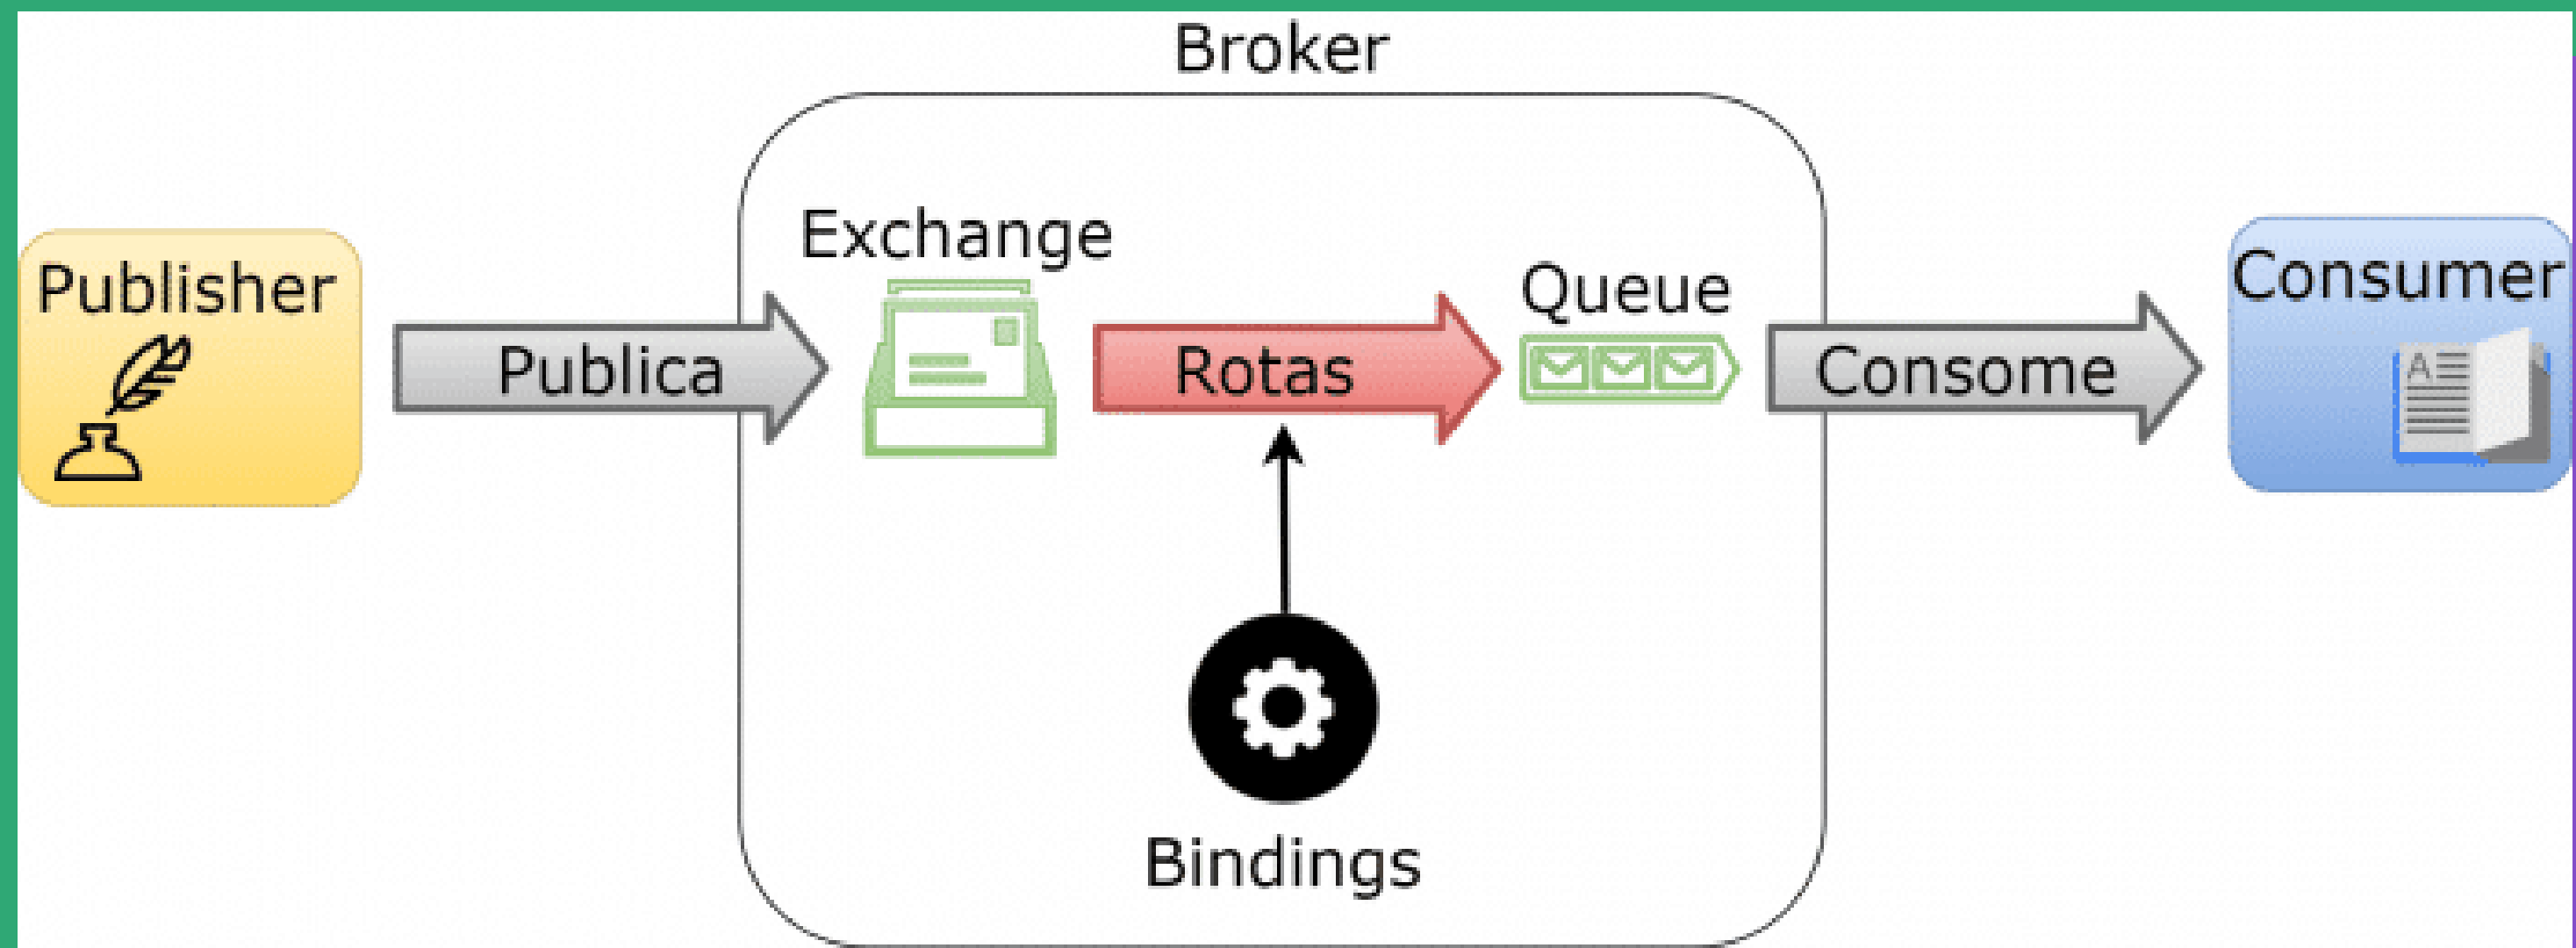 Broker
Exchange
Publisher
Queue
Consumer
Publica
Rotas
Consome
A
Bindings